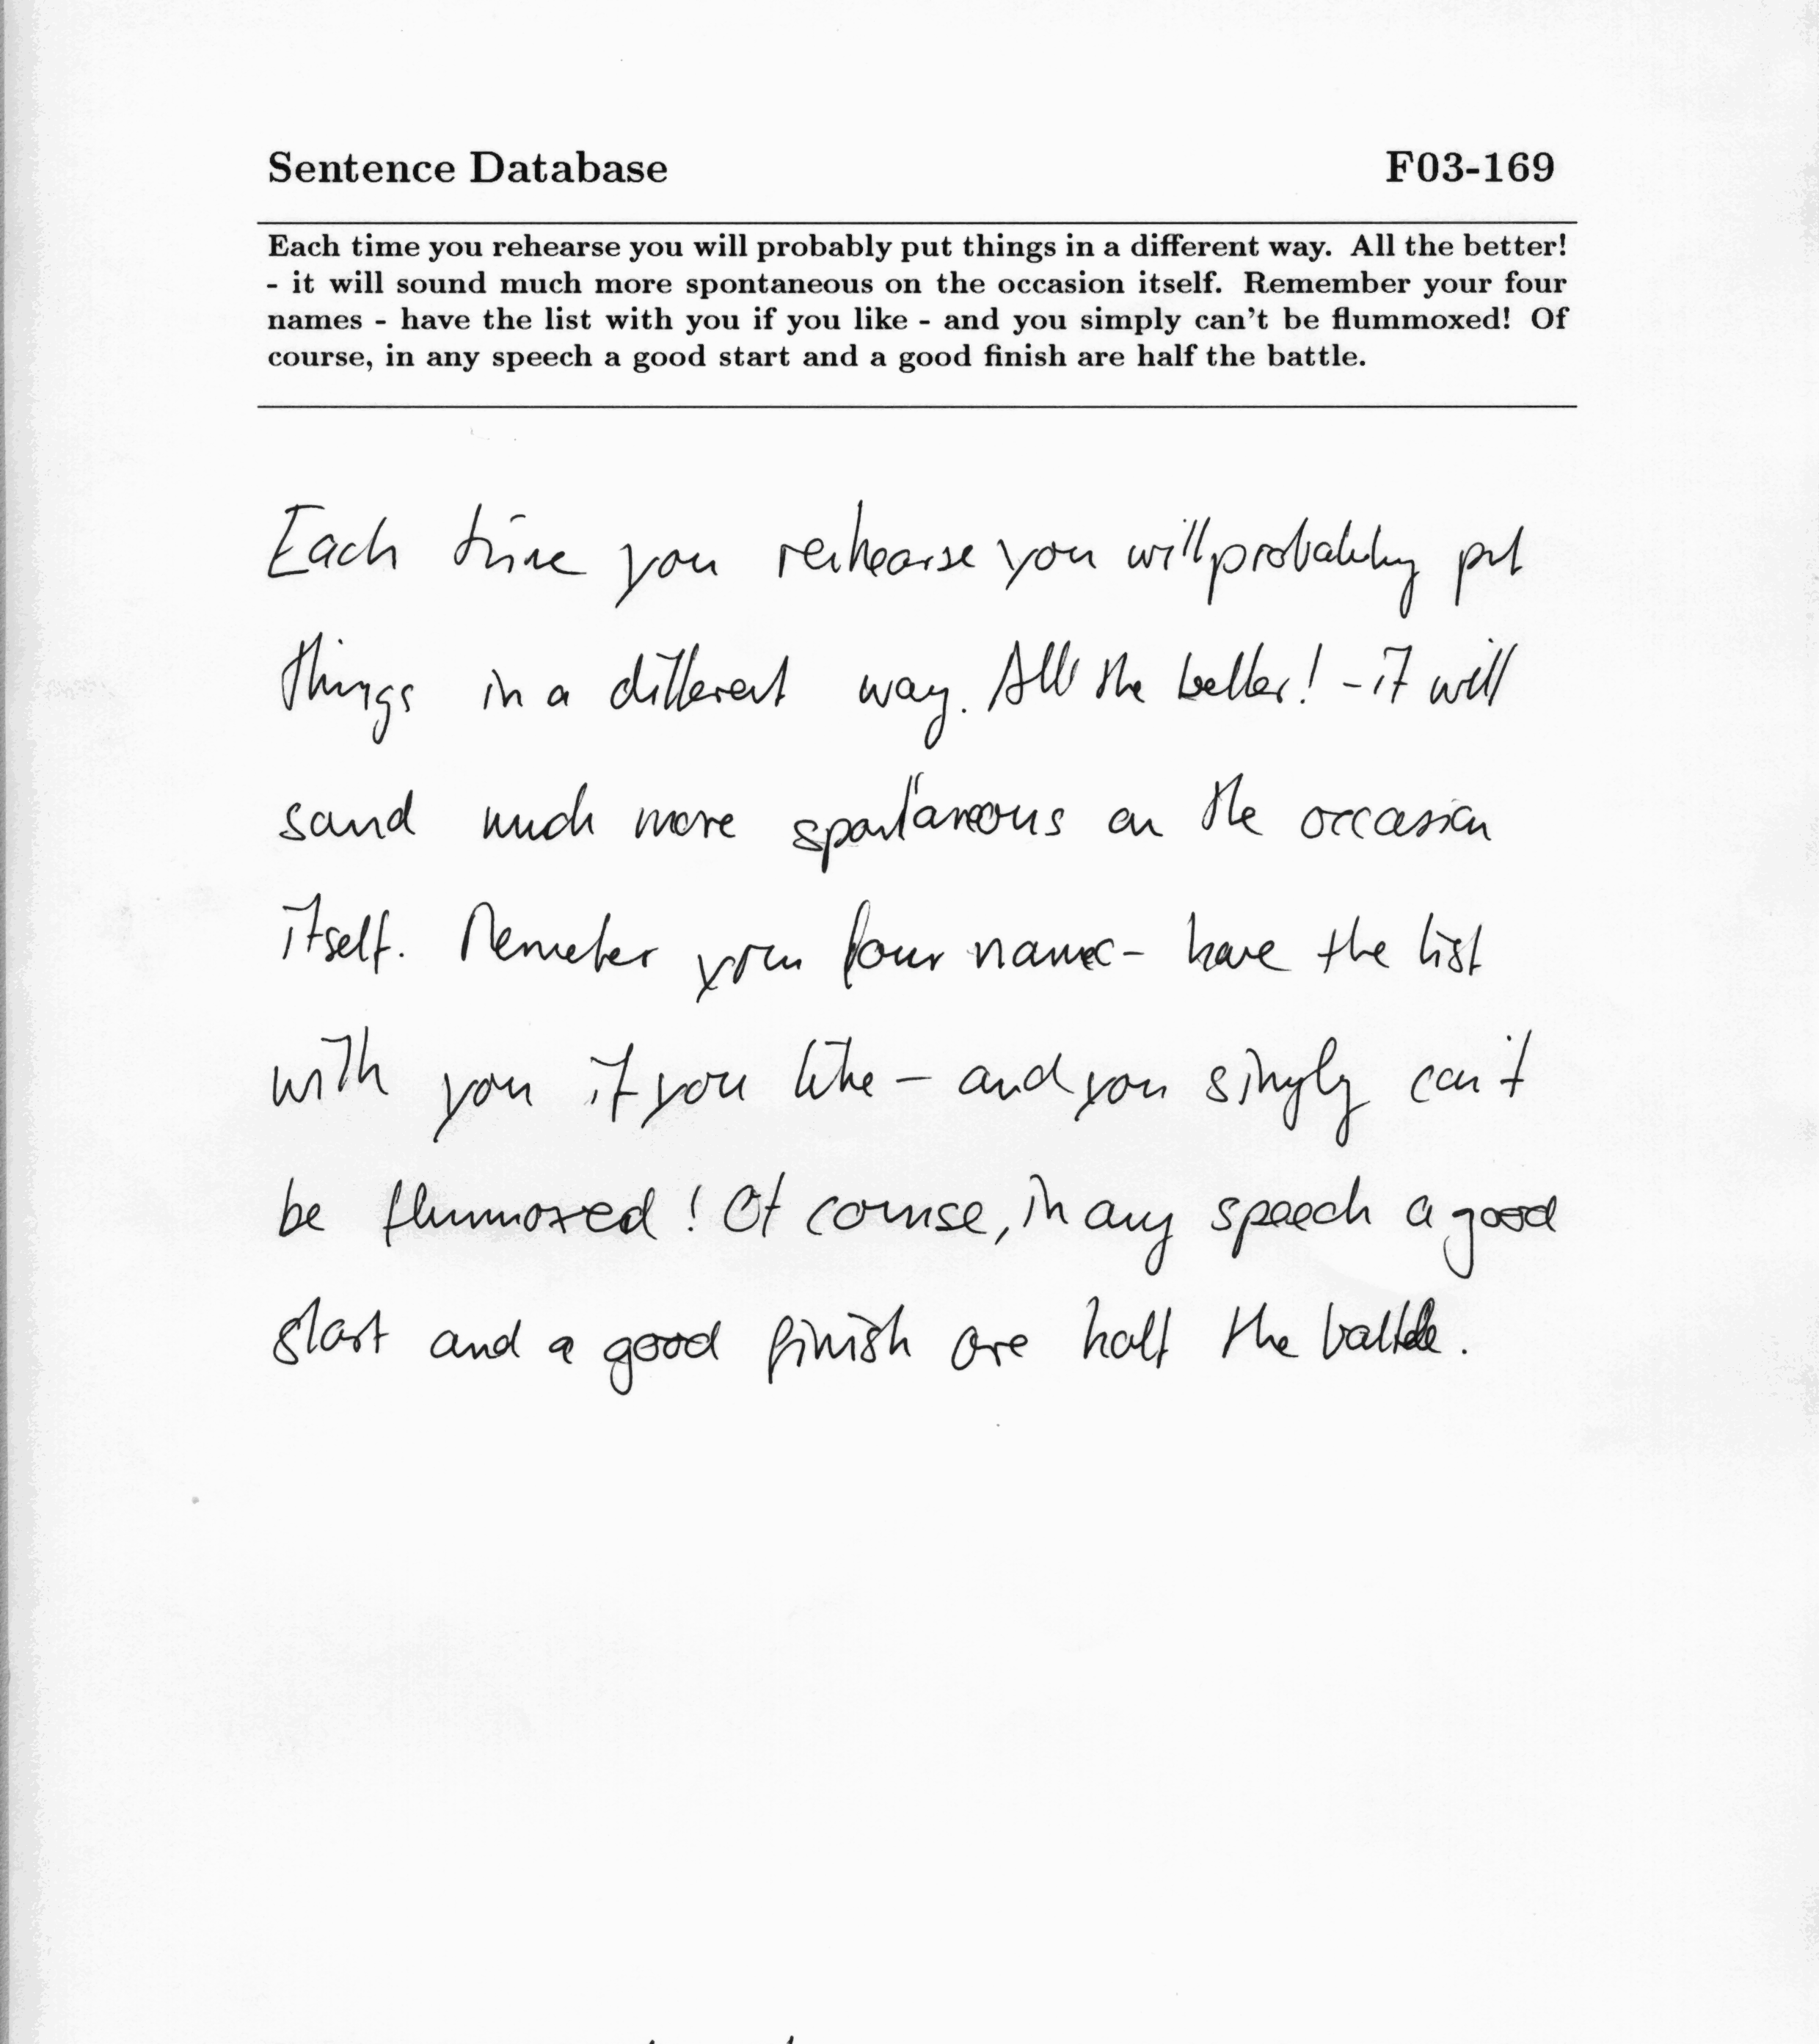 Sentence Database F03-169
Each time you rehearse you will probably put things in a different way. All the better!
- it will sound much more spontaneous on the occasion itself. Remember your four
names - have the list with you if you like - and you simply can't be flummoxed! Of
course, in any speech a good start and a good finish are half the battle.
Each time you rehearse you will probably put
things in a different way. All the better! - it will
sound much more spontaneous on the occasion
itself. Remeber your four names - have the list
with you if you like - and you simply can't
be flummoxed! Of course, in any speech a good
start and a good finish are half the battle.